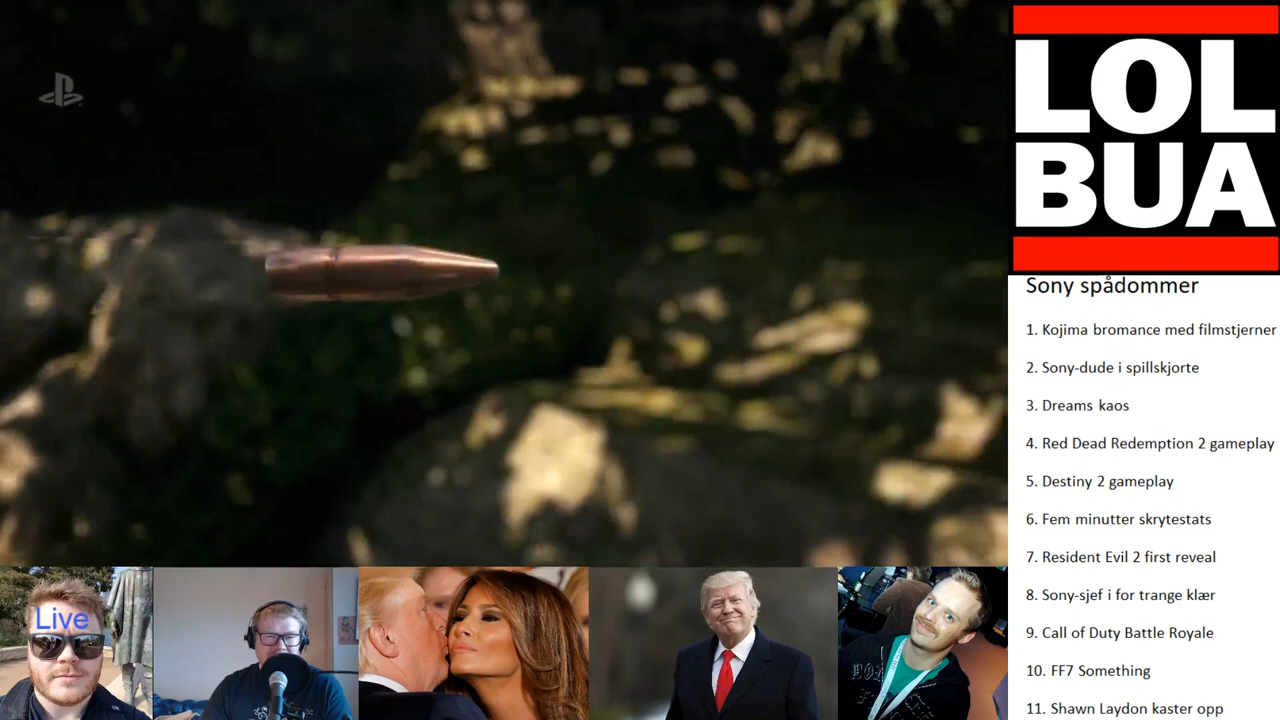 LOL
BUA
Sony spådommer
1. Kojima bromance med filmstjerner
2. Sony-dude i spillskjorte
3. Dreams kaos
4. Red Dead Redemption 2 gameplay
5. Destiny 2 gameplay
6. Fem minutter skrytestats
7. Resident Evil 2 first reveal
8. Sony-sjef i for trange klær
9. Call of Duty Battle Royale
10. FF7 Something
11. Shawn Laydon kaster opp
Live